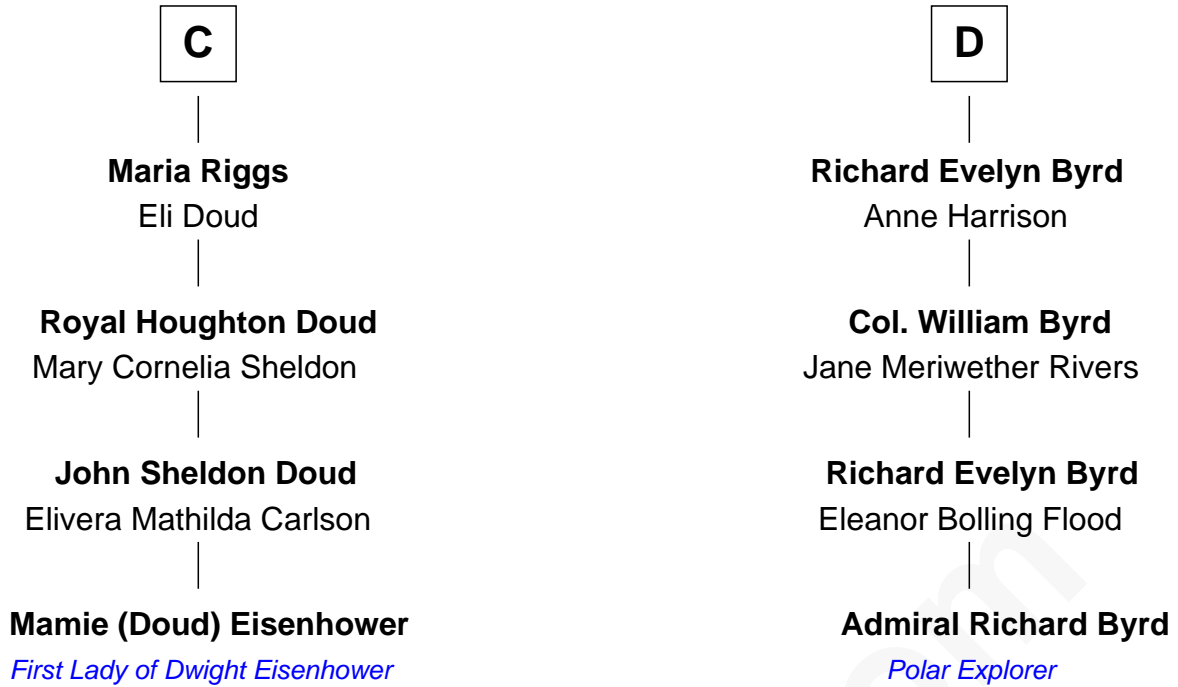 C
Maria Riggs
Eli Doud
Royal Houghton Doud
Mary Cornelia Sheldon
John Sheldon Doud
Elivera Mathilda Carlson
Mamie (Doud) Eisenhower
First Lady of Dwight Eisenhower
D
Richard Evelyn Byrd
Anne Harrison
Col. William Byrd
Jane Meriwether Rivers
Richard Evelyn Byrd
Eleanor Bolling Flood
Admiral Richard Byrd
Polar Explorer